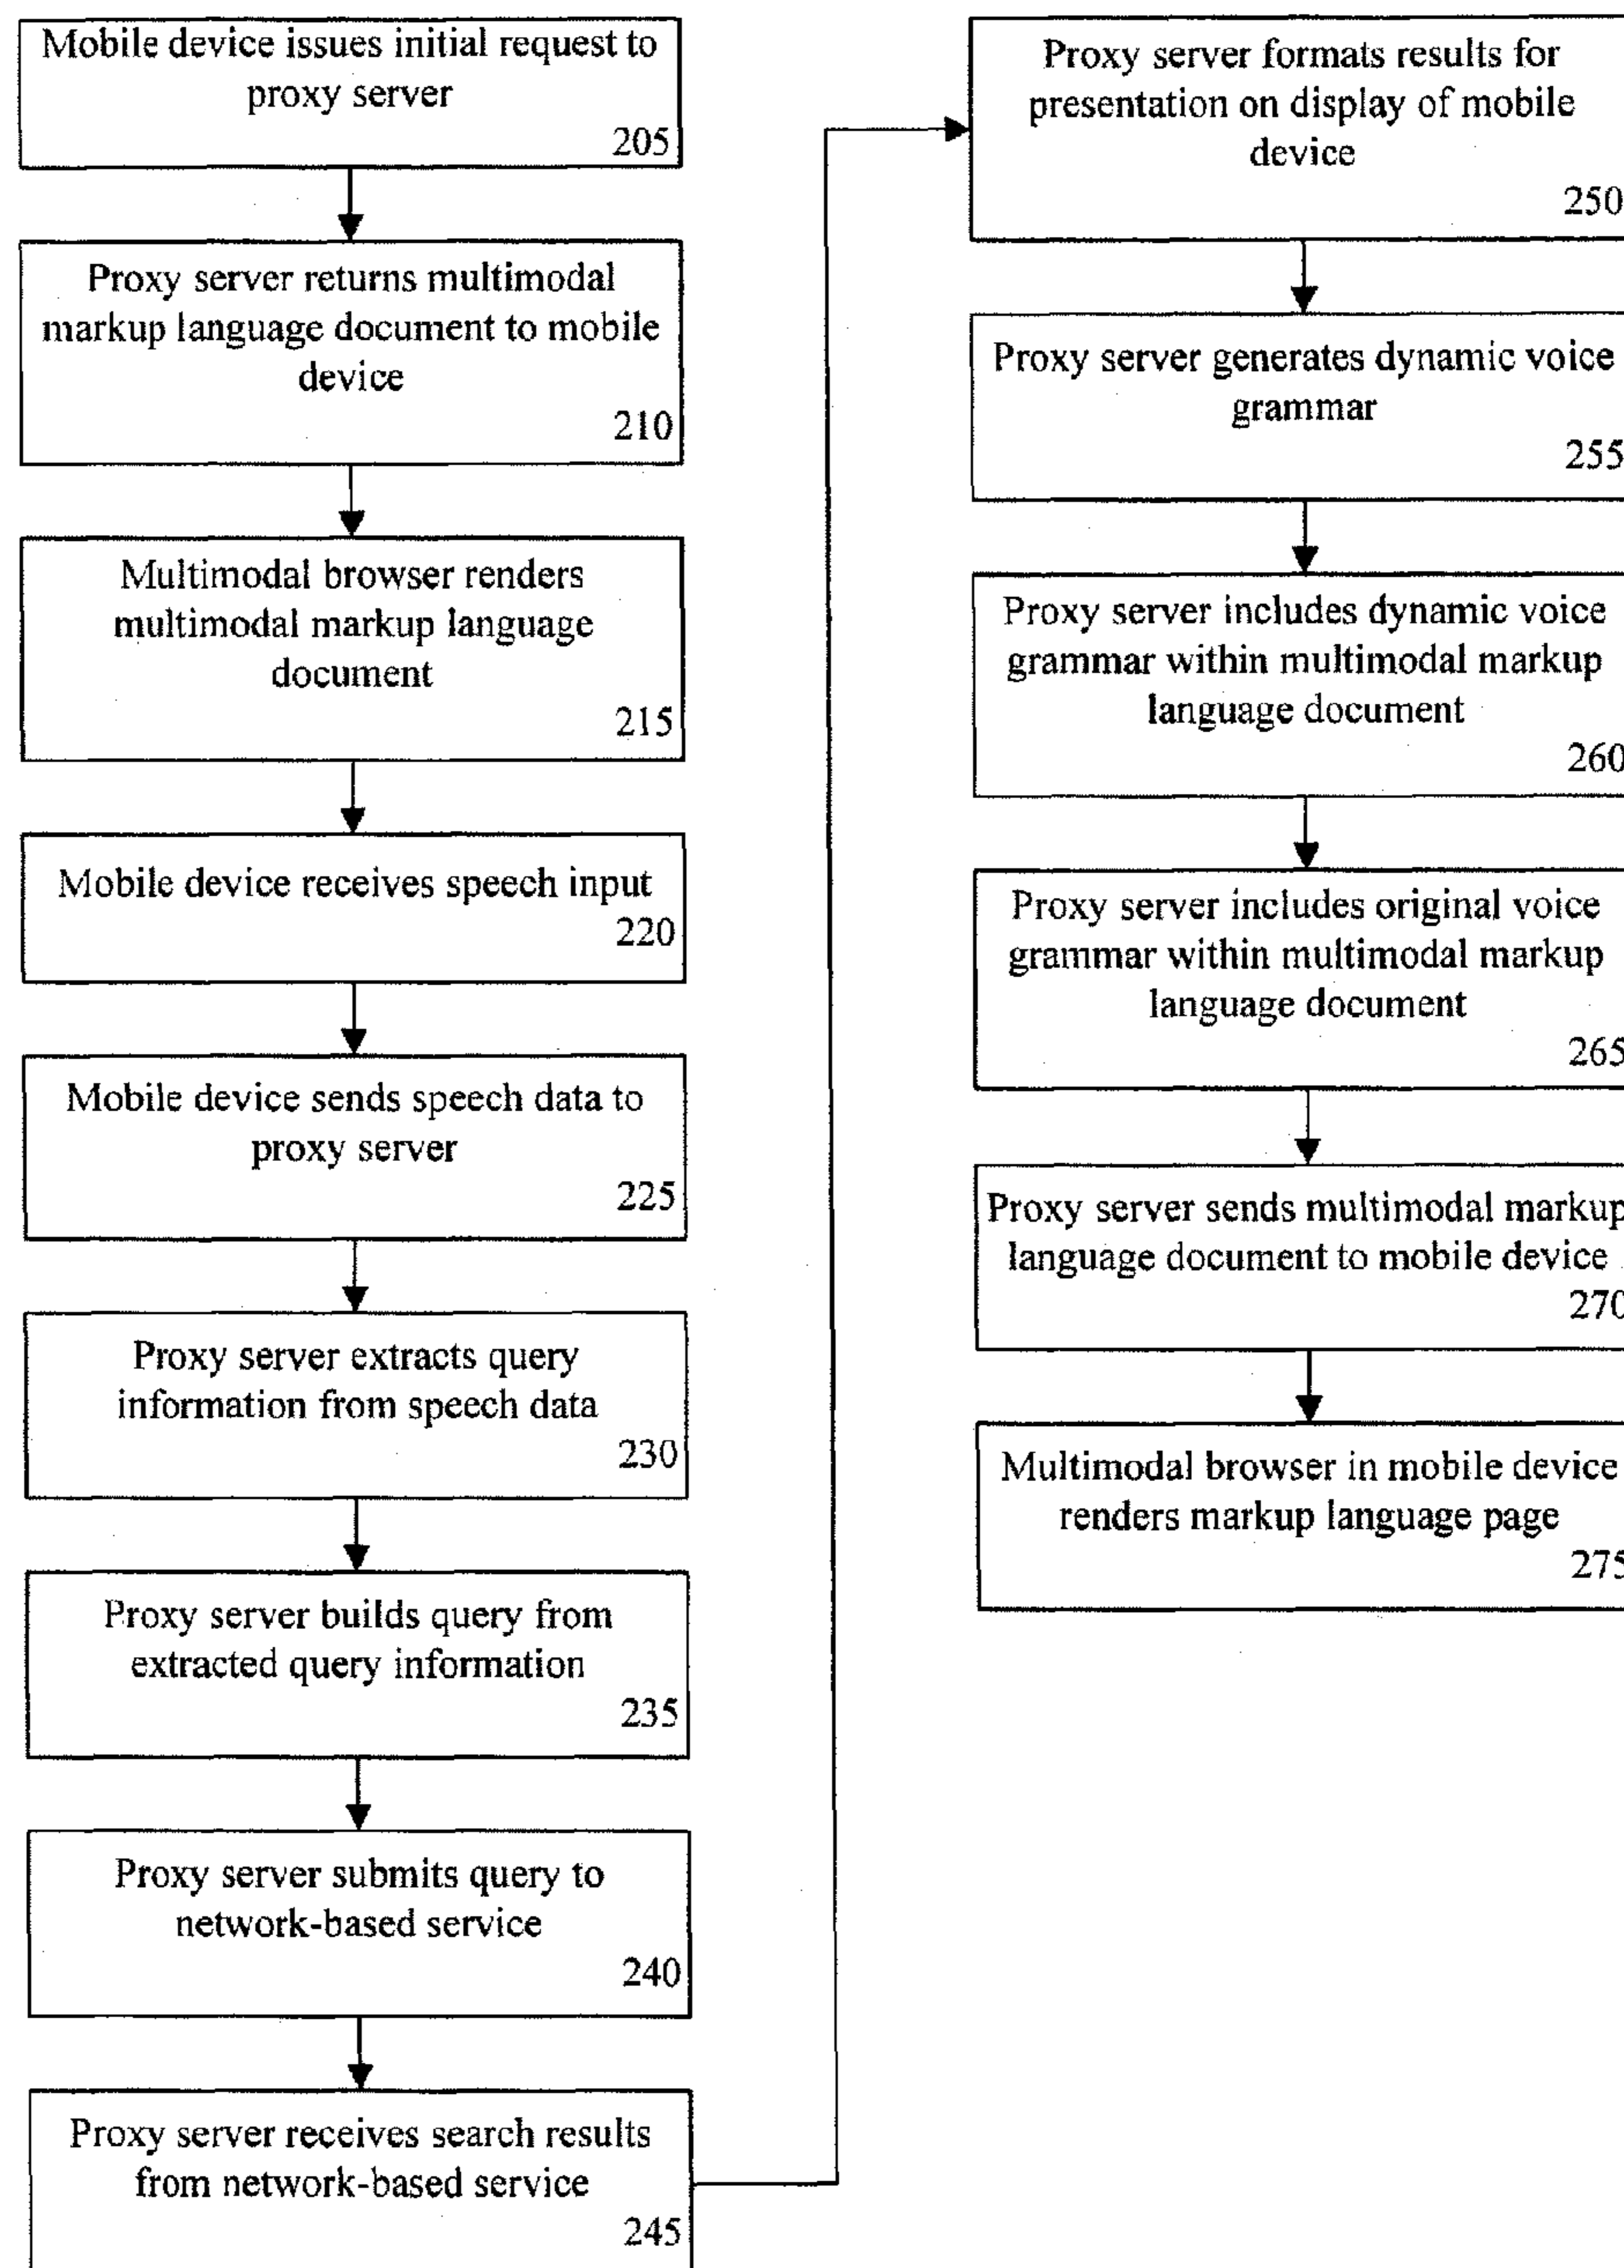 Mobile device issues initial request to
proxy server
205
Proxy server returns multimodal
markup language document to mobile
device
210
Multimodal browser renders
multimodal markup language
document
215
Mobile device receives speech input
220
Mobile device sends speech data to
proxy server
225
Proxy server extracts query
information from speech data
230
Proxy server builds query from
extracted query information
235
Proxy server submits query to
network-based service
240
Proxy server receives search results
from network-based service
245
Proxy server formats results for
presentation on display of mobile
device
250
Proxy server generates dynamic voice
grammar
255
Proxy server includes dynamic voice
grammar within multimodal markup
language document
260
Proxy server includes original voice
grammar within multimodal markup
language document
265
Proxy server sends multimodal markup
language document to mobile device
270
Multimodal browser in mobile device
renders markup language page
275